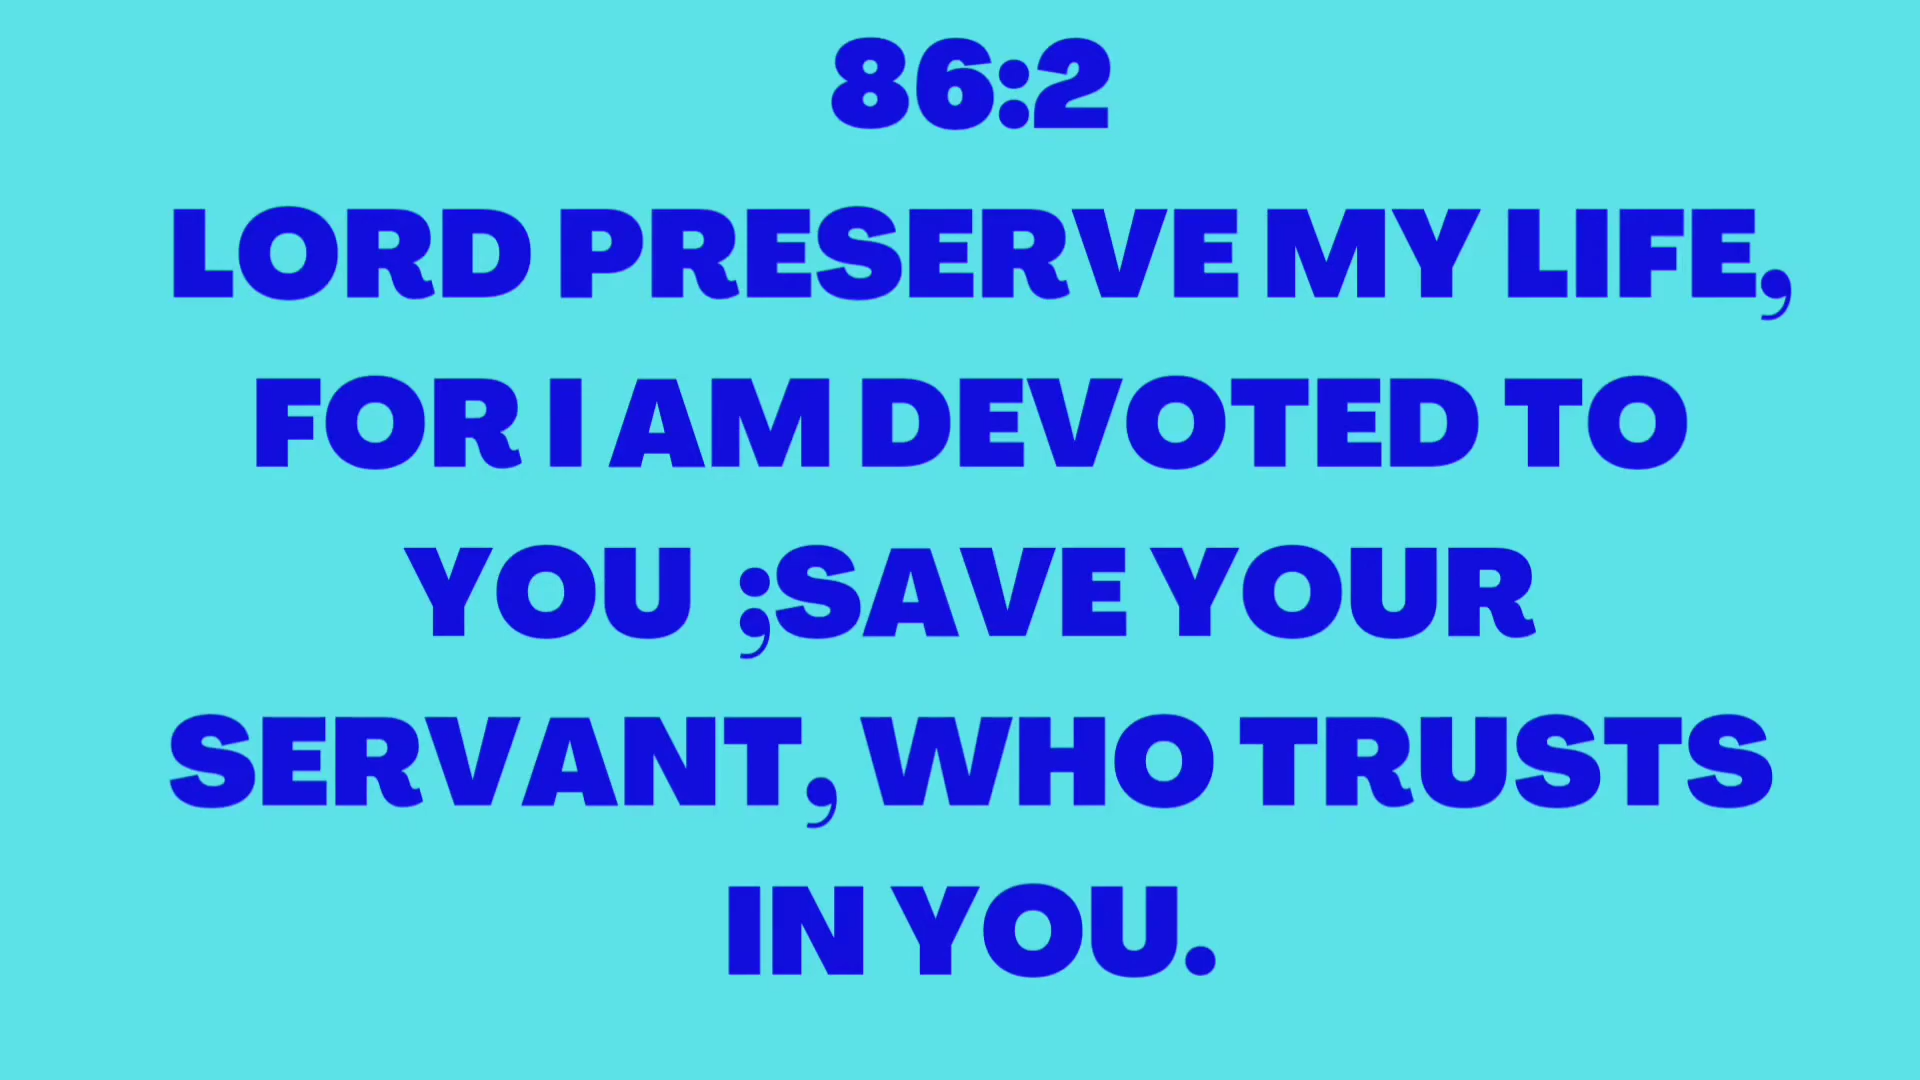 86:2
LORD PRESERVE MY LIFE,
FOR I AM DEVOTED TO
YOU ;SAVE YOUR
SERVANT, WHO TRUSTS
IN YOU.